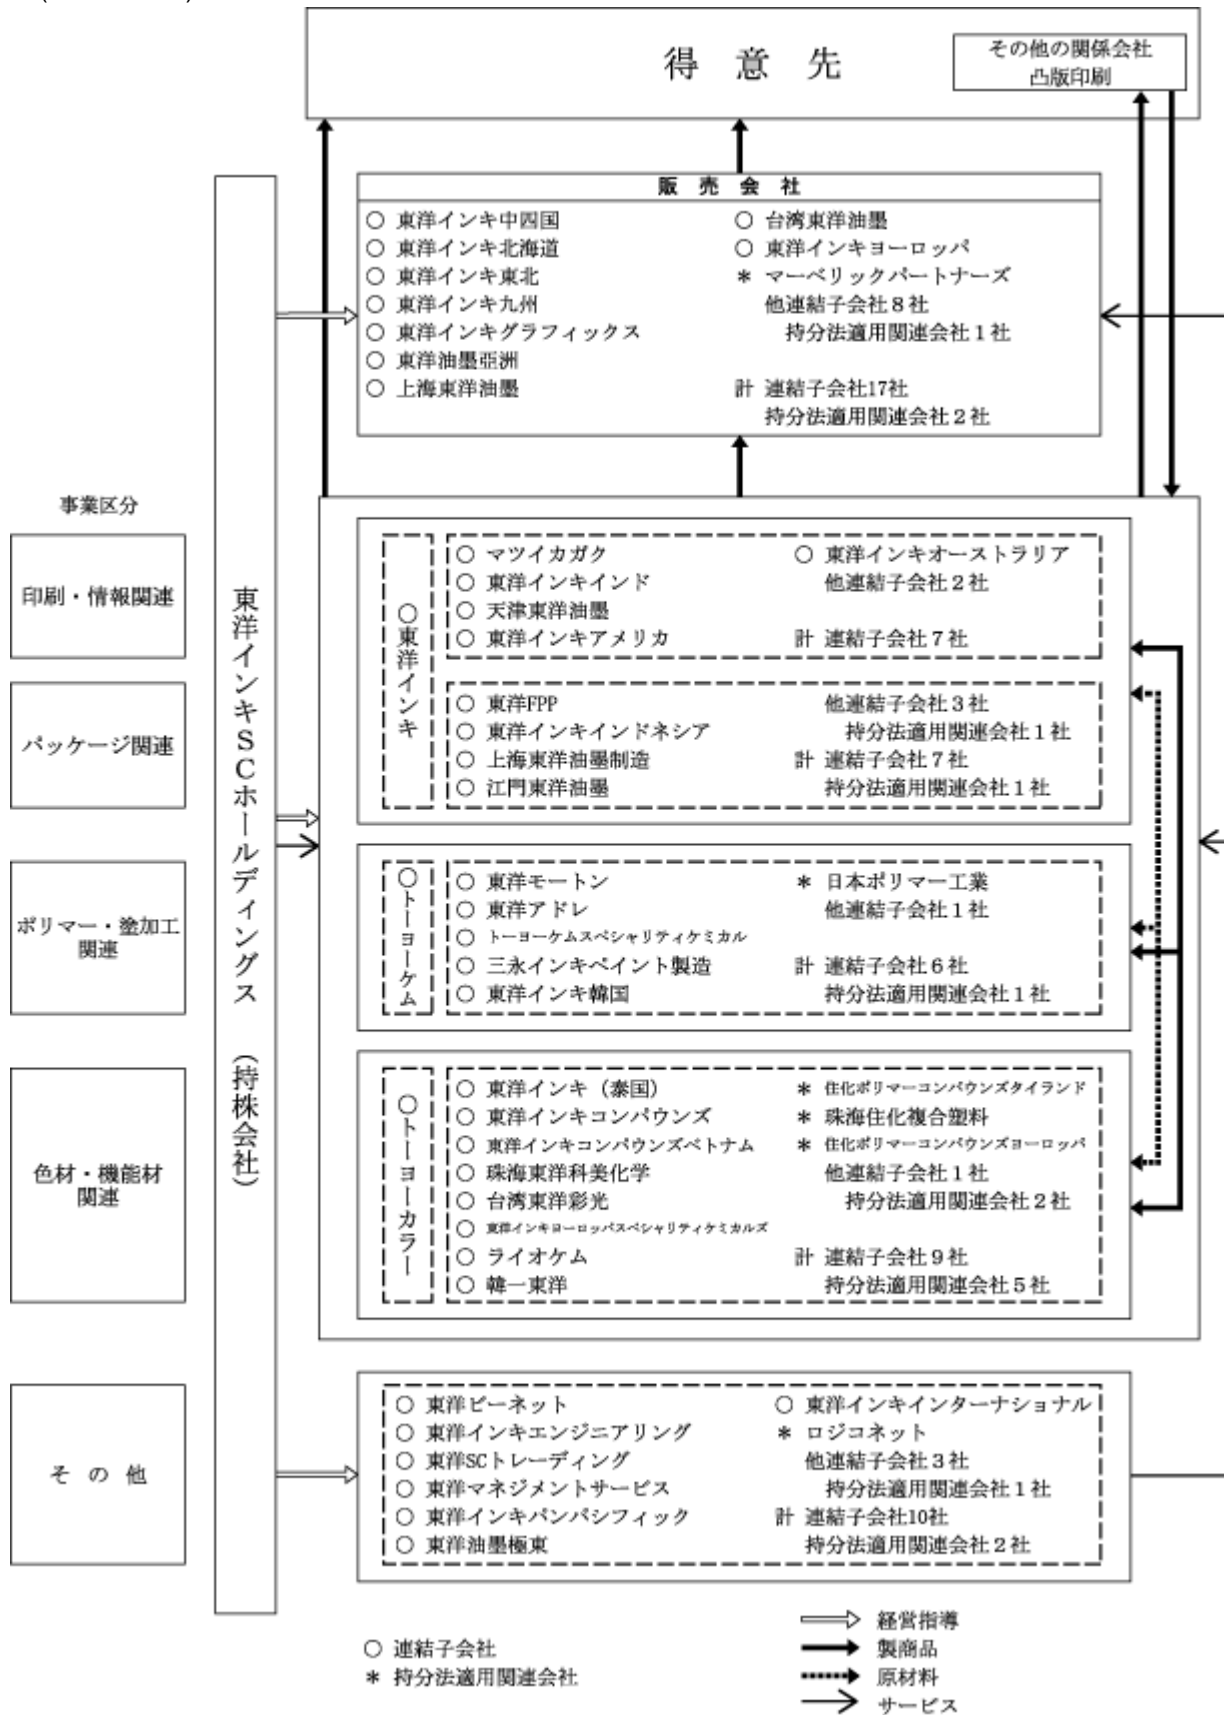 得意先
その他の関係会社
凸版印刷
販売会社
○ 東洋インキ中四国
○ 東洋インキ北海道
○ 東洋インキ東北
○ 東洋インキ九州
○ 東洋インキグラフィックス
○ 東洋油墨亞洲
○ 上海東洋油墨
○ 台湾東洋油墨
○ 東洋インキヨーロッパ
* マーベリックパートナーズ
他連結子会社8社
持分法適用関連会社1社
計 連結子会社17社
持分法適用関連会社2社
事業区分
印刷・情報関連
パッケージ関連
ポリマー・塗加工
関連
色材・機能材
関連
その他
東洋インキSCホールディングス (持株会社)
○東洋インキ
○ マツイカガク
○ 東洋インキインド
○ 天津東洋油墨
○ 東洋インキアメリカ
○ 東洋インキオーストラリア
他連結子会社2社
計 連結子会社7社
○ 東洋FPP
○ 東洋インキインドネシア
○ 上海東洋油墨制造
○ 江門東洋油墨
他連結子会社3社
持分法適用関連会社1社
計 連結子会社7社
持分法適用関連会社1社
○トーヨーケム
○ 東洋モートン
○ 東洋アドレ
○ トーヨーケムスペシャリティケミカル
○ 三永インキペイント製造
○ 東洋インキ韓国
* 日本ポリマー工業
他連結子会社1社
計 連結子会社6社
持分法適用関連会社1社
○トーヨーカラー
○ 東洋インキ(泰国)
○ 東洋インキコンパウンズ
○ 東洋インキコンパウンズベトナム
○ 珠海東洋科美化学
○ 台湾東洋彩光
○ 東洋インキヨーロッパスペシャリティケミカルズ
○ ライオケム
○ 韓一東洋
* 住化ポリマーコンパウンズタイランド
* 珠海住化複合塑料
* 住化ポリマーコンパウンズヨーロッパ
他連結子会社1社
持分法適用関連会社2社
計 連結子会社9社
持分法適用関連会社5社
○ 東洋ビーネット
○ 東洋インキエンジニアリング
○ 東洋SCトレーディング
○ 東洋マネジメントサービス
○ 東洋インキパンパシフィック
○ 東洋油墨極東
○ 東洋インキインターナショナル
* ロジコネット
他連結子会社3社
持分法適用関連会社1社
計 連結子会社10社
持分法適用関連会社2社
○ 連結子会社
* 持分法適用関連会社
経営指導
製商品
原材料
サービス